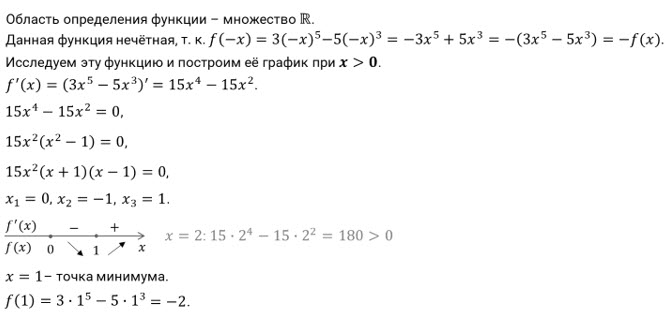 Область определения функции – множество ℝ.
Данная функция нечётная, т. к. f(−x) = 3(−x)⁵−5(−x)³ = −3x⁵ + 5x³ = −(3x⁵ − 5x³) = −f(x).
Исследуем эту функцию и построим её график при x > 0.
f′(x) = (3x⁵ − 5x³)′ = 15x⁴ − 15x².
15x⁴ − 15x² = 0,
15x²(x² − 1) = 0,
15x²(x + 1)(x − 1) = 0,
x₁ = 0, x₂ = −1, x₃ = 1.
f′(x) − +
f(x) 0 ↘ 1 ↗ x
x = 2: 15 · 2⁴ − 15 · 2² = 180 > 0
x = 1– точка минимума.
f(1) = 3 · 1⁵ − 5 · 1³ = −2.